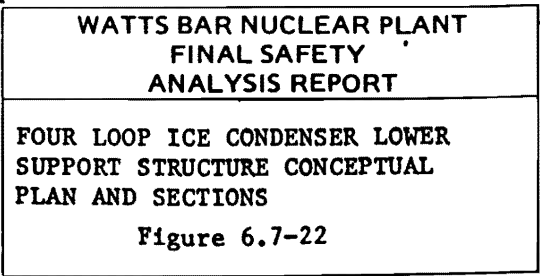 WATTS BAR NUCLEAR PLANT
FINAL SAFETY
ANALYSIS REPORT
FOUR LOOP ICE CONDENSER LOWER
SUPPORT STRUCTURE CONCEPTUAL
PLAN AND SECTIONS
Figure 6.7-22